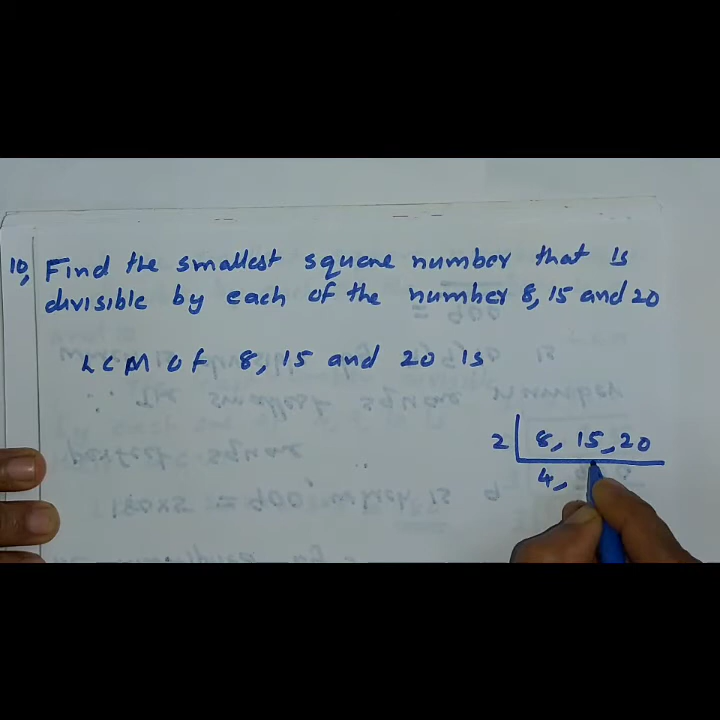 10, Find the smallest square number that is
divisible by each of the number 8, 15 and 20
LCM of 8, 15 and 20 is
2 | 8, 15, 20
4,